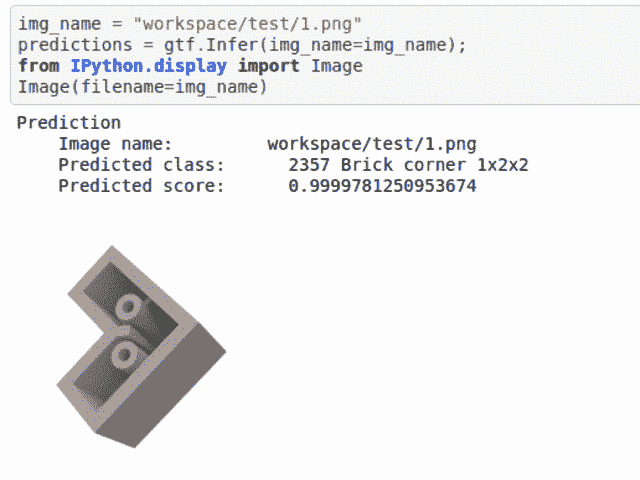 img_name = "workspace/test/1.png"
predictions = gtf.Infer(img_name=img_name);
from IPython.display import Image
Image(filename=img_name)
Prediction
Image name: workspace/test/1.png
Predicted class: 2357 Brick corner 1x2x2
Predicted score: 0.9999781250953674